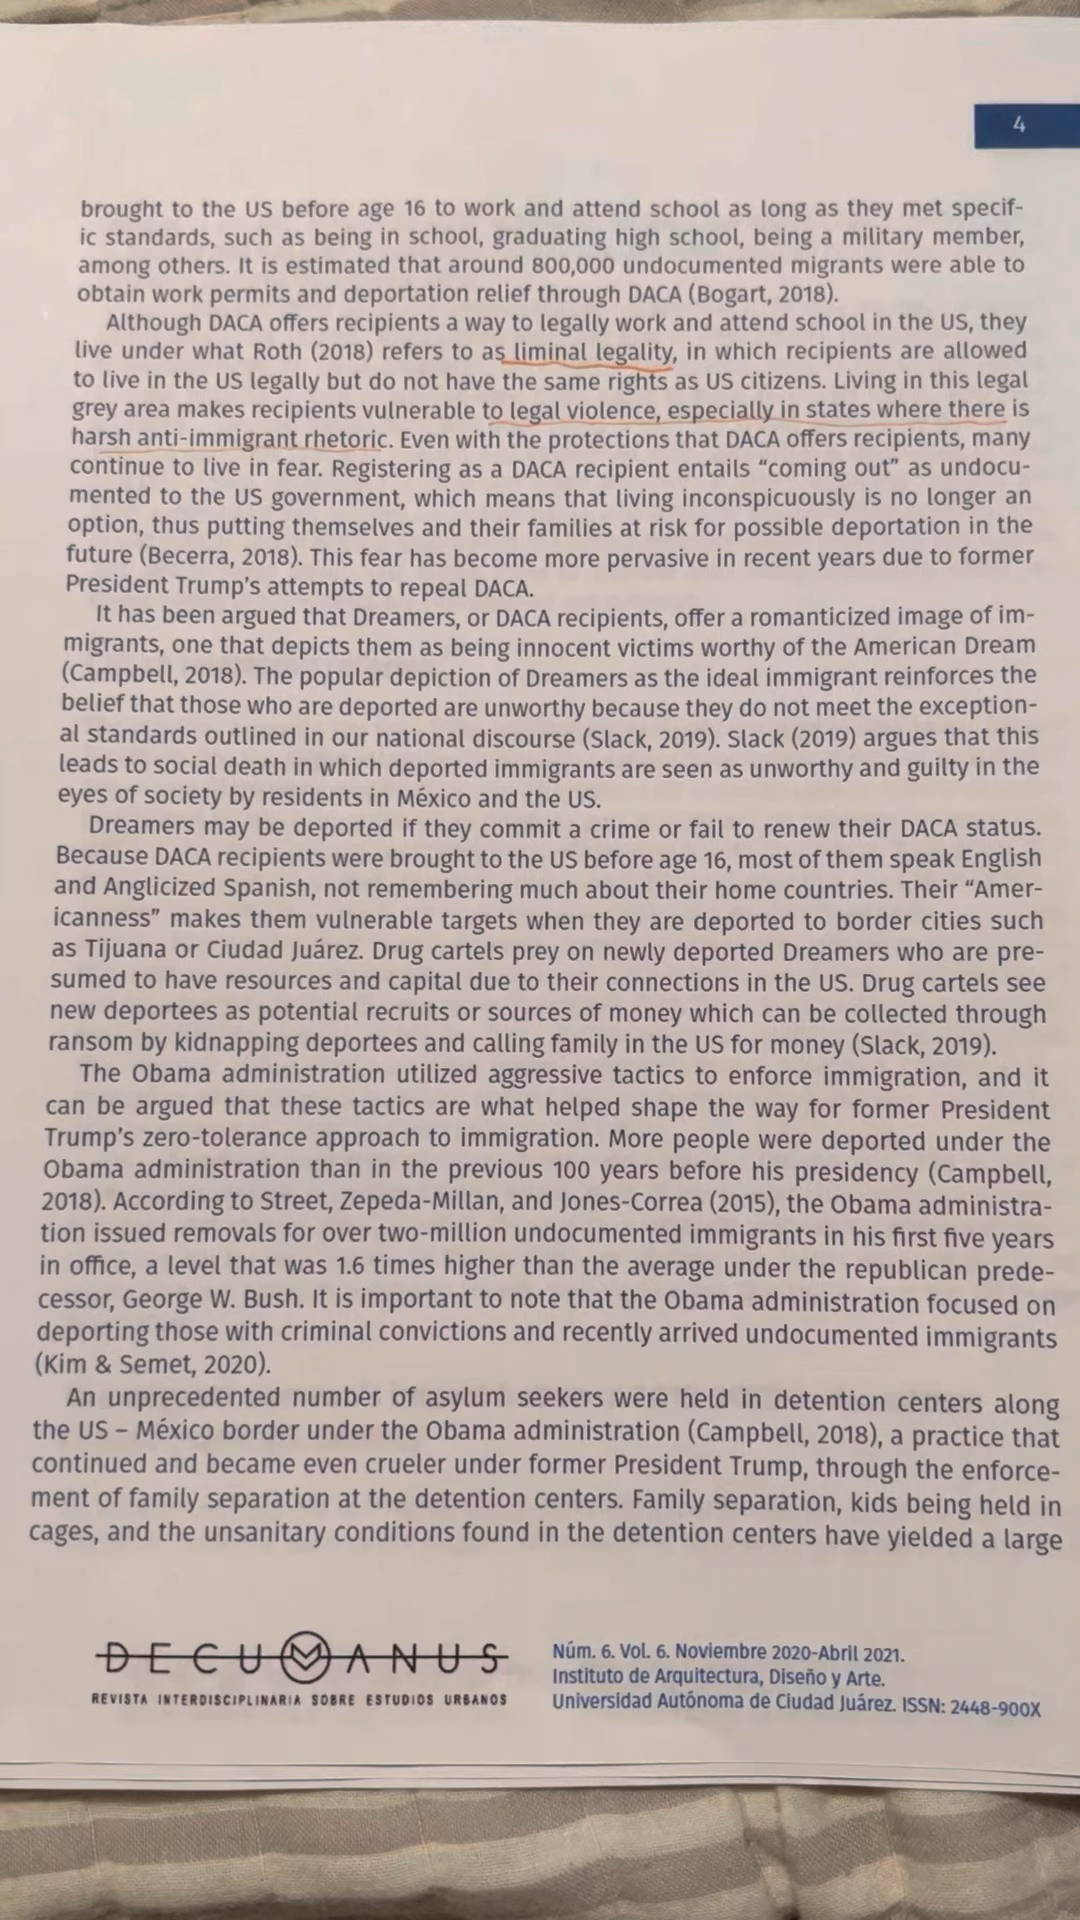 4
brought to the US before age 16 to work and attend school as long as they met specif-
ic standards, such as being in school, graduating high school, being a military member,
among others. It is estimated that around 800,000 undocumented migrants were able to
obtain work permits and deportation relief through DACA (Bogart, 2018).
Although DACA offers recipients a way to legally work and attend school in the US, they
live under what Roth (2018) refers to as liminal legality, in which recipients are allowed
to live in the US legally but do not have the same rights as US citizens. Living in this legal
grey area makes recipients vulnerable to legal violence, especially in states where there is
harsh anti-immigrant rhetoric. Even with the protections that DACA offers recipients, many
continue to live in fear. Registering as a DACA recipient entails “coming out” as undocu-
mented to the US government, which means that living inconspicuously is no longer an
option, thus putting themselves and their families at risk for possible deportation in the
future (Becerra, 2018). This fear has become more pervasive in recent years due to former
President Trump’s attempts to repeal DACA.
It has been argued that Dreamers, or DACA recipients, offer a romanticized image of im-
migrants, one that depicts them as being innocent victims worthy of the American Dream
(Campbell, 2018). The popular depiction of Dreamers as the ideal immigrant reinforces the
belief that those who are deported are unworthy because they do not meet the exception-
al standards outlined in our national discourse (Slack, 2019). Slack (2019) argues that this
leads to social death in which deported immigrants are seen as unworthy and guilty in the
eyes of society by residents in México and the US.
Dreamers may be deported if they commit a crime or fail to renew their DACA status.
Because DACA recipients were brought to the US before age 16, most of them speak English
and Anglicized Spanish, not remembering much about their home countries. Their “Amer-
icanness” makes them vulnerable targets when they are deported to border cities such
as Tijuana or Ciudad Juárez. Drug cartels prey on newly deported Dreamers who are pre-
sumed to have resources and capital due to their connections in the US. Drug cartels see
new deportees as potential recruits or sources of money which can be collected through
ransom by kidnapping deportees and calling family in the US for money (Slack, 2019).
The Obama administration utilized aggressive tactics to enforce immigration, and it
can be argued that these tactics are what helped shape the way for former President
Trump’s zero-tolerance approach to immigration. More people were deported under the
Obama administration than in the previous 100 years before his presidency (Campbell,
2018). According to Street, Zepeda-Millan, and Jones-Correa (2015), the Obama administra-
tion issued removals for over two-million undocumented immigrants in his first five years
in office, a level that was 1.6 times higher than the average under the republican prede-
cessor, George W. Bush. It is important to note that the Obama administration focused on
deporting those with criminal convictions and recently arrived undocumented immigrants
(Kim & Semet, 2020).
An unprecedented number of asylum seekers were held in detention centers along
the US – México border under the Obama administration (Campbell, 2018), a practice that
continued and became even crueler under former President Trump, through the enforce-
ment of family separation at the detention centers. Family separation, kids being held in
cages, and the unsanitary conditions found in the detention centers have yielded a large
DECUMANUS
REVISTA INTERDISCIPLINARIA SOBRE ESTUDIOS URBANOS
Núm. 6. Vol. 6. Noviembre 2020-Abril 2021.
Instituto de Arquitectura, Diseño y Arte.
Universidad Autónoma de Ciudad Juárez. ISSN: 2448-900X